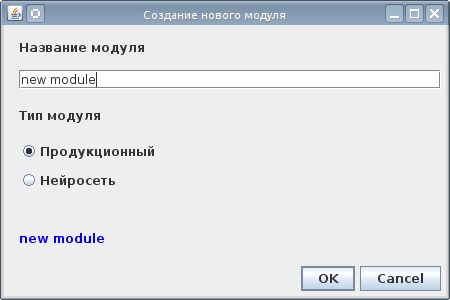 Создание нового модуля
Название модуля
new module
Тип модуля
Продукционный
Нейросеть
new module
OK Cancel